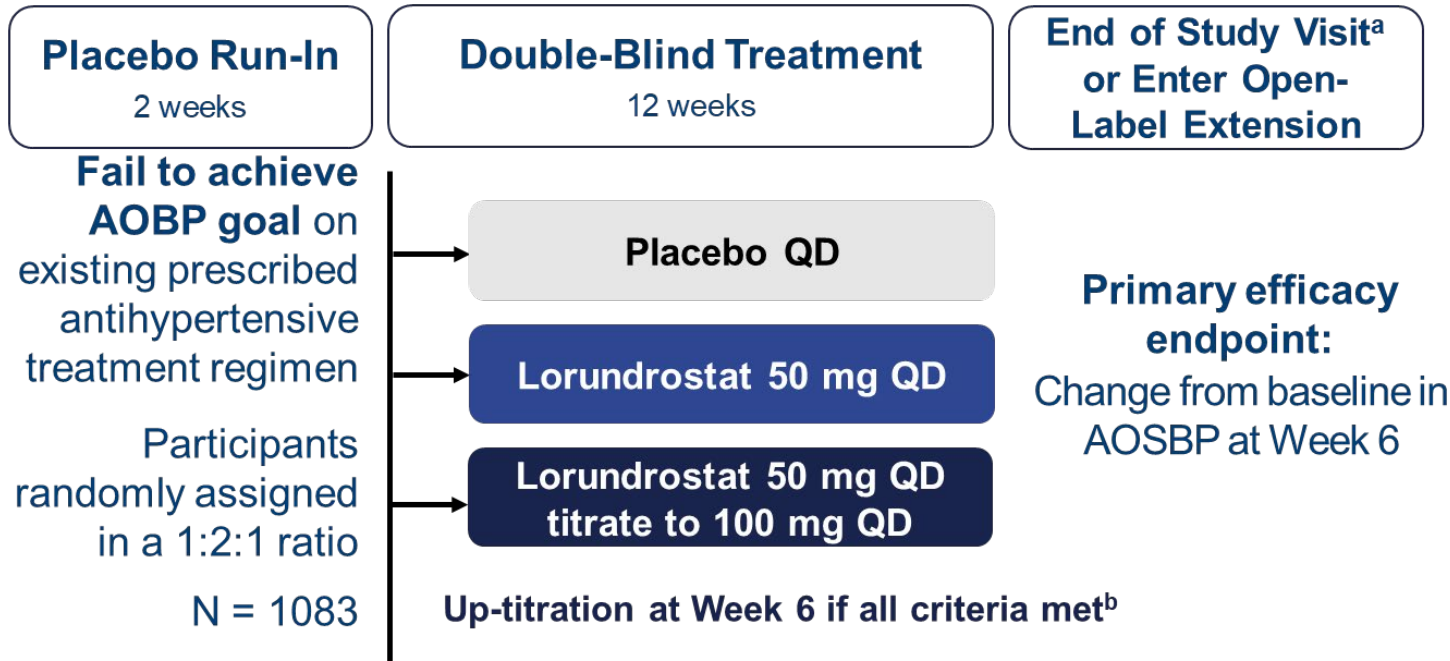 Placebo Run-In
2 weeks
Double-Blind Treatment
12 weeks
End of Study Visitᵃ
or Enter Open-
Label Extension
Fail to achieve
AOBP goal on
existing prescribed
antihypertensive
treatment regimen
Participants
randomly assigned
in a 1:2:1 ratio
N = 1083
Placebo QD
Lorundrostat 50 mg QD
Lorundrostat 50 mg QD
titrate to 100 mg QD
Up-titration at Week 6 if all criteria metᵇ
Primary efficacy
endpoint:
Change from baseline in
AOSBP at Week 6